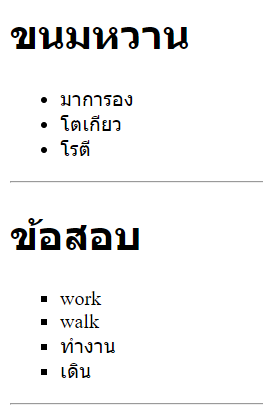 ขนมหวาน
มาการอง
โตเกียว
โรตี
ข้อสอบ
work
walk
ทำงาน
เดิน